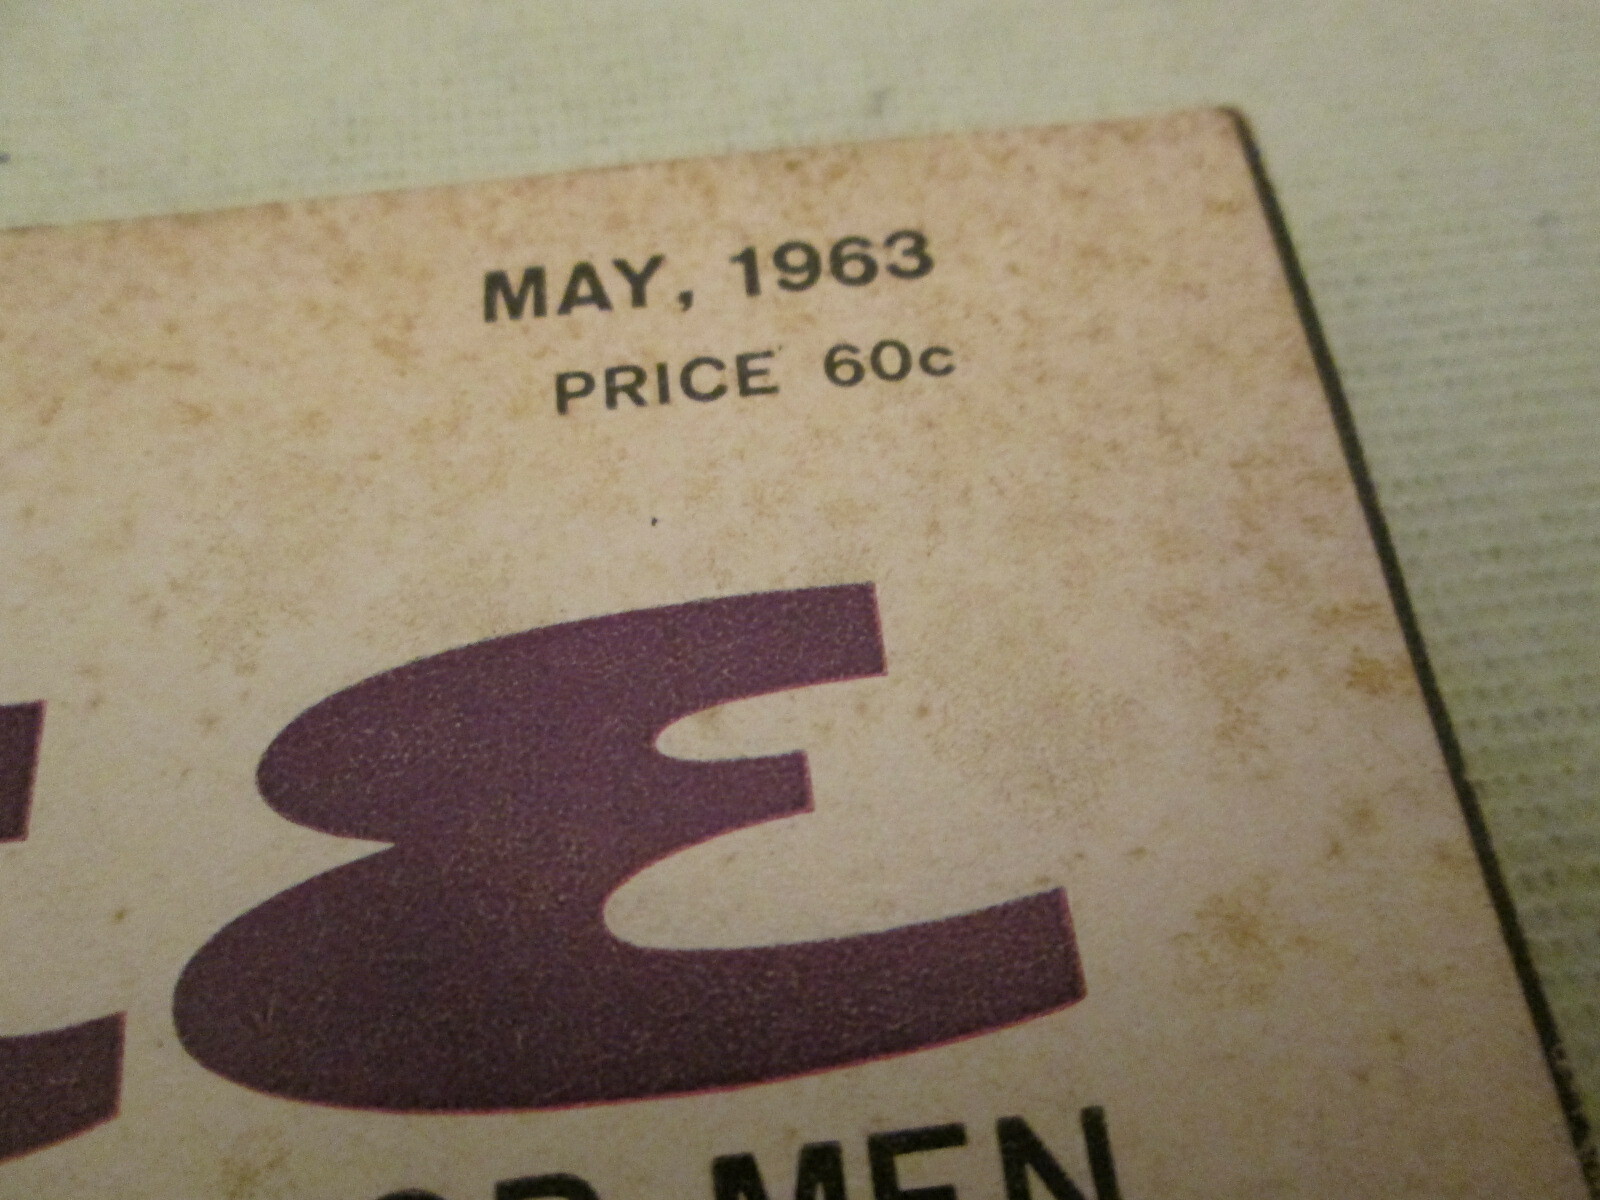 MAY, 1963
PRICE 60c
E
MEN